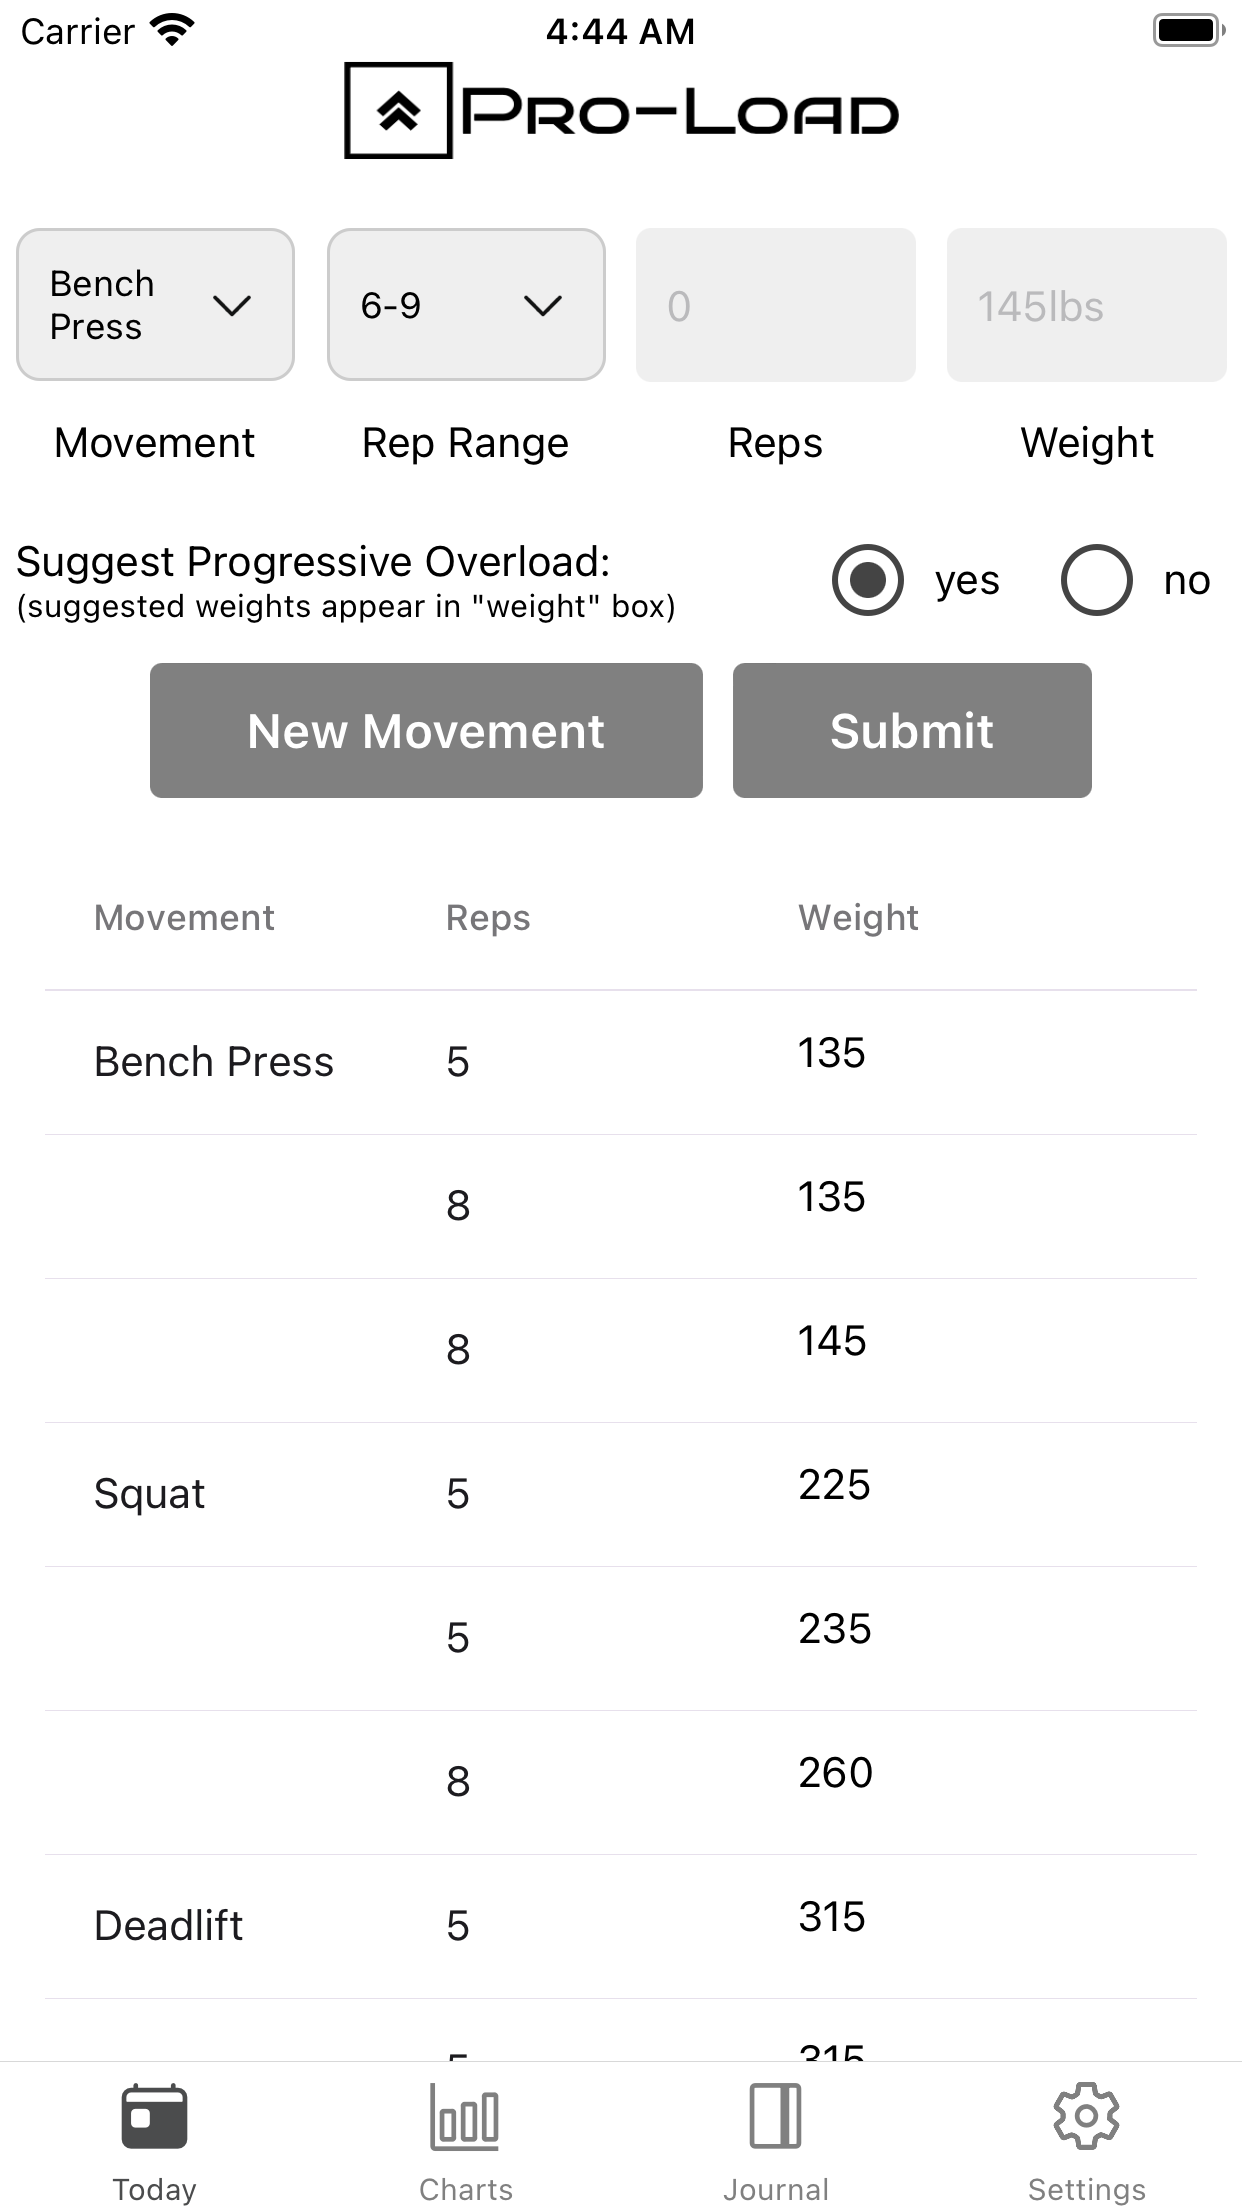 Carrier 4:44 AM
PRO-LOAD
Bench Press 6-9 0 145lbs
Movement Rep Range Reps Weight
Suggest Progressive Overload: yes no
(suggested weights appear in "weight" box)
New Movement Submit
Movement Reps Weight
Bench Press 5 135
8 135
8 145
Squat 5 225
5 235
8 260
Deadlift 5 315
5 315
Today Charts Journal Settings